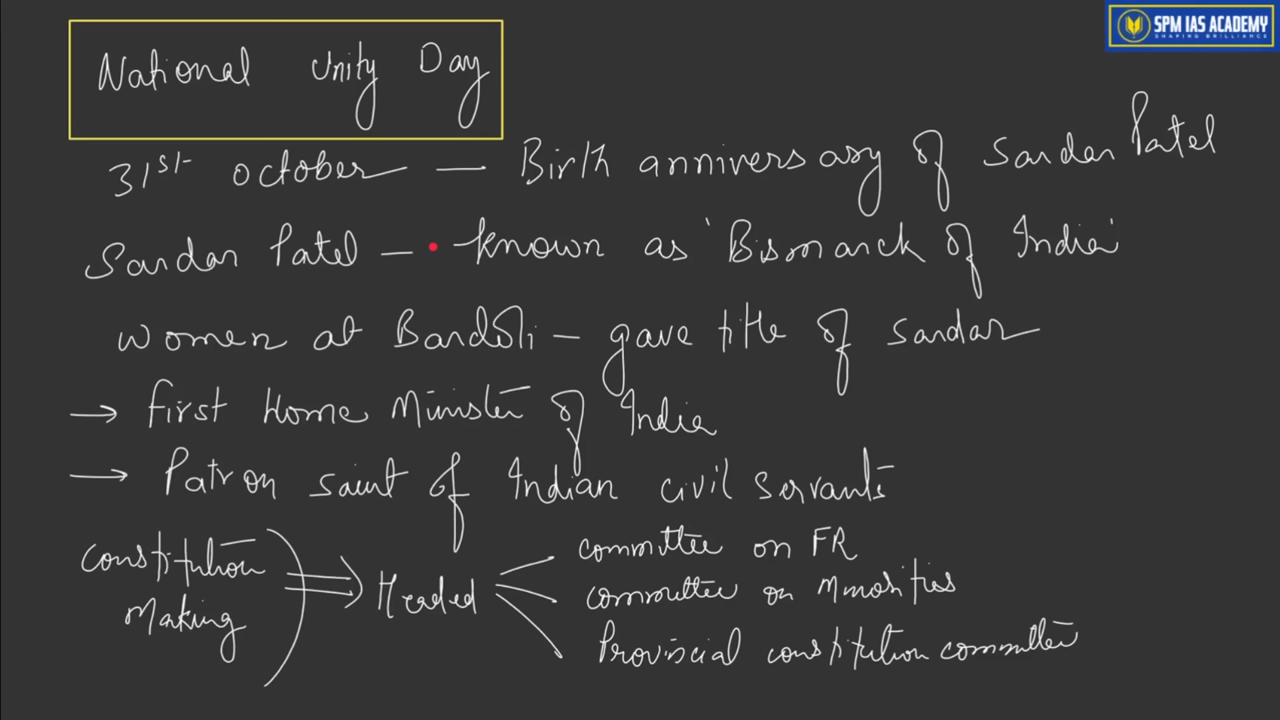 SPM IAS ACADEMY
SHAPING BRILLIANCE
National Unity Day
31st october — Birth anniversary of Sardar Patel
Sardar Patel — known as 'Bismarck of India'
women at Bardoli — gave title of sardar
→ First Home Minister of India
→ Patron saint of Indian civil servants
constitution Making ⇒ Headed
committee on FR
committee on Minorities
Provincial constitution committee